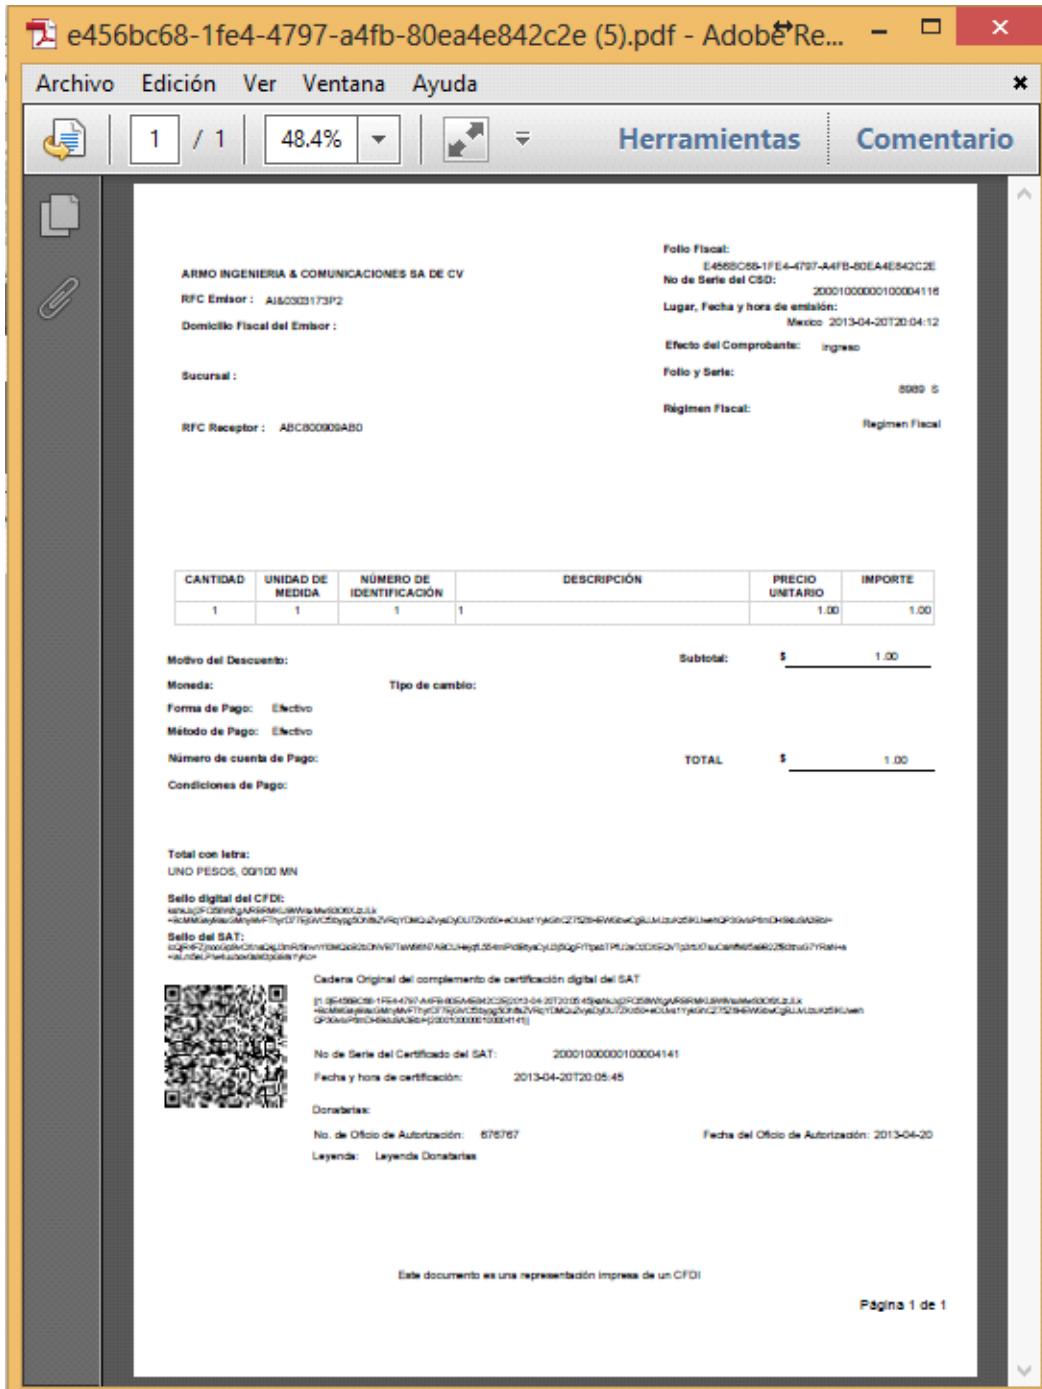 e456bc68-1fe4-4797-a4fb-80ea4e842c2e (5).pdf - Adobe Re...
Archivo Edición Ver Ventana Ayuda
1 / 1 48.4% Herramientas Comentario
Folio Fiscal:
E456BC68-1FE4-4797-A4FB-80EA4E842C2E
ARMO INGENIERIA & COMUNICACIONES SA DE CV
No de Serie del CSD:
20001000000100004116
RFC Emisor : AI&0303173P2
Lugar, Fecha y hora de emisión:
Mexico 2013-04-20T20:04:12
Domicilio Fiscal del Emisor :
Efecto del Comprobante: ingreso
Sucursal :
Folio y Serie:
8989 S
Régimen Fiscal:
Regimen Fiscal
RFC Receptor : ABC800909AB0
CANTIDAD UNIDAD DE MEDIDA NÚMERO DE IDENTIFICACIÓN DESCRIPCIÓN PRECIO UNITARIO IMPORTE
1 1 1 1 1.00 1.00
Motivo del Descuento: Subtotal: $ 1.00
Moneda: Tipo de cambio:
Forma de Pago: Efectivo
Método de Pago: Efectivo
Número de cuenta de Pago: TOTAL $ 1.00
Condiciones de Pago:
Total con letra:
UNO PESOS, 00/100 MN
Sello digital del CFDI:
Sello del SAT:
Cadena Original del complemento de certificación digital del SAT
No de Serie del Certificado del SAT: 20001000000100004141
Fecha y hora de certificación: 2013-04-20T20:05:45
Donatarias:
No. de Oficio de Autorización: 676767 Fecha del Oficio de Autorización: 2013-04-20
Leyenda: Leyenda Donatarias
Este documento es una representación impresa de un CFDI
Página 1 de 1